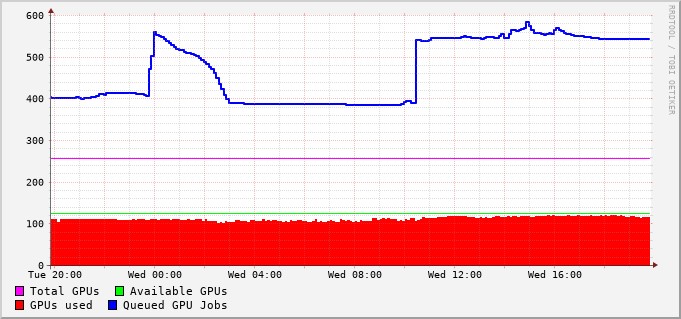 RRDTOOL / TOBI OETIKER
600
500
400
300
200
100
0
Tue 20:00 Wed 00:00 Wed 04:00 Wed 08:00 Wed 12:00 Wed 16:00
Total GPUs Available GPUs
GPUs used Queued GPU Jobs